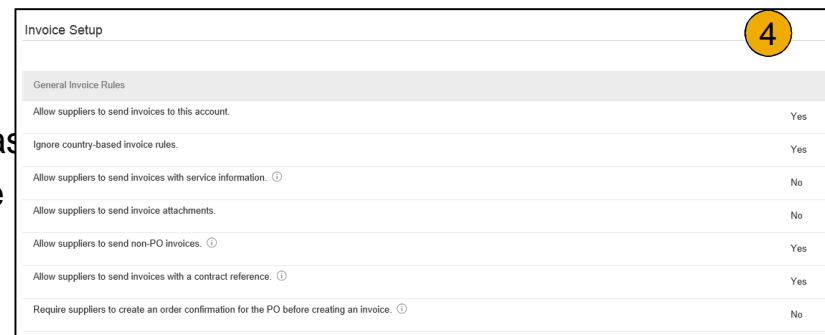 Invoice Setup
4
General Invoice Rules
Allow suppliers to send invoices to this account. Yes
as
Ignore country-based invoice rules. Yes
e
Allow suppliers to send invoices with service information. No
Allow suppliers to send invoice attachments. No
Allow suppliers to send non-PO invoices. Yes
Allow suppliers to send invoices with a contract reference. Yes
Require suppliers to create an order confirmation for the PO before creating an invoice. No